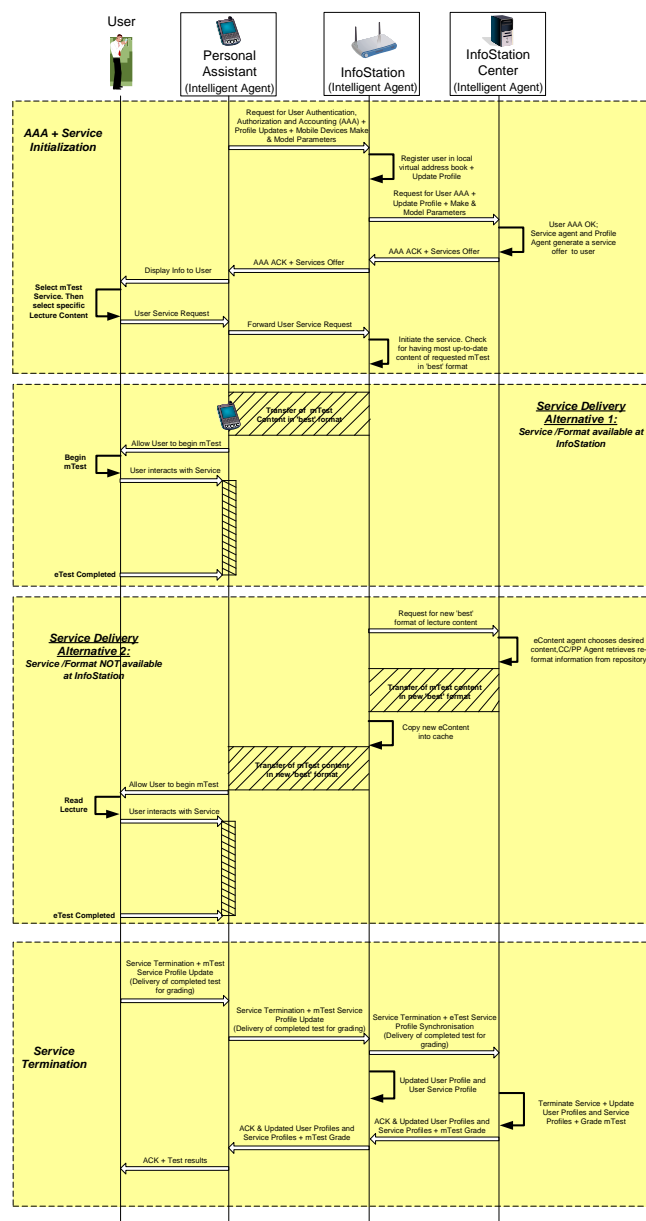 User
Personal
Assistant
(Intelligent Agent)
InfoStation
(Intelligent Agent)
InfoStation
Center
(Intelligent Agent)
AAA + Service
Initialization
Request for User Authentication,
Authorization and Accounting (AAA) +
Profile Updates + Mobile Devices Make
& Model Parameters
Register user in local
virtual address book +
Update Profile
Request for User AAA +
Update Profile + Make &
& Model Parameters
User AAA OK;
Service agent and Profile
Agent generate a service
offer to user
AAA ACK + Services Offer
AAA ACK + Services Offer
Display Info to User
Select mTest
Service. Then
select specific
Lecture Content
User Service Request
Forward User Service Request
Initiate the service. Check
for having most up-to-date
content of requested mTest
in 'best' format
Transfer of mTest
Content in 'best' format
Service Delivery
Alternative 1:
Service /Format available at
InfoStation
Allow User to begin mTest
Begin
mTest
User interacts with Service
eTest Completed
Service Delivery
Alternative 2:
Service /Format NOT available
at InfoStation
Request for new 'best'
format of lecture content
eContent agent chooses desired
content,CC/PP Agent retrieves re-
format information from repository
Transfer of mTest content
in new 'best' format
Copy new eContent
into cache
Transfer of mTest content
in new 'best' format
Allow User to begin mTest
Read
Lecture
User interacts with Service
eTest Completed
Service
Termination
Service Termination + mTest
Service Profile Update
(Delivery of completed test
for grading)
Service Termination + mTest Service
Profile Update
(Delivery of completed test for grading)
Service Termination + eTest Service
Profile Synchronisation
(Delivery of completed test for
grading)
Updated User Profile and
User Service Profile
Terminate Service + Update
User Profiles and Service
Profiles + Grade mTest
ACK & Updated User Profiles and
Service Profiles + mTest Grade
ACK & Updated User Profiles and
Service Profiles + mTest Grade
ACK + Test results